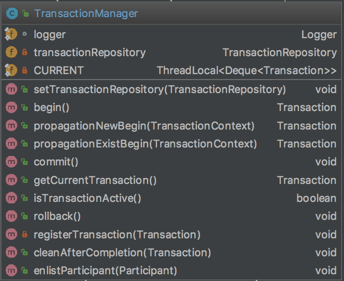 TransactionManager
logger Logger
transactionRepository TransactionRepository
CURRENT ThreadLocal<Deque<Transaction>>
setTransactionRepository(TransactionRepository) void
begin() Transaction
propagationNewBegin(TransactionContext) Transaction
propagationExistBegin(TransactionContext) Transaction
commit() void
getCurrentTransaction() Transaction
isTransactionActive() boolean
rollback() void
registerTransaction(Transaction) void
cleanAfterCompletion(Transaction) void
enlistParticipant(Participant) void